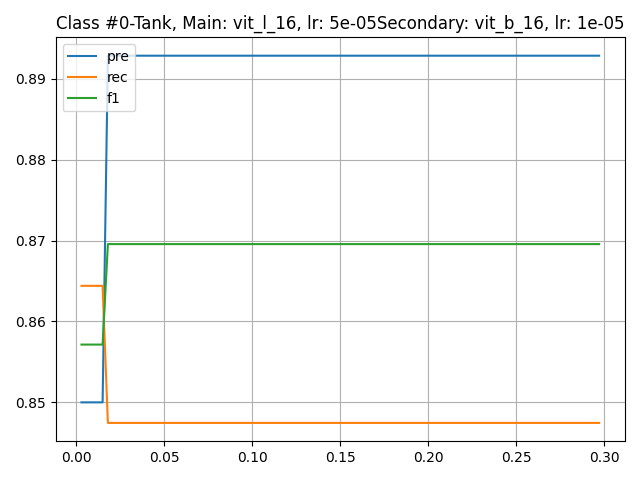 Class #0-Tank, Main: vit_l_16, lr: 5e-05Secondary: vit_b_16, lr: 1e-05
pre
rec
f1
0.89
0.88
0.87
0.86
0.85
0.00 0.05 0.10 0.15 0.20 0.25 0.30